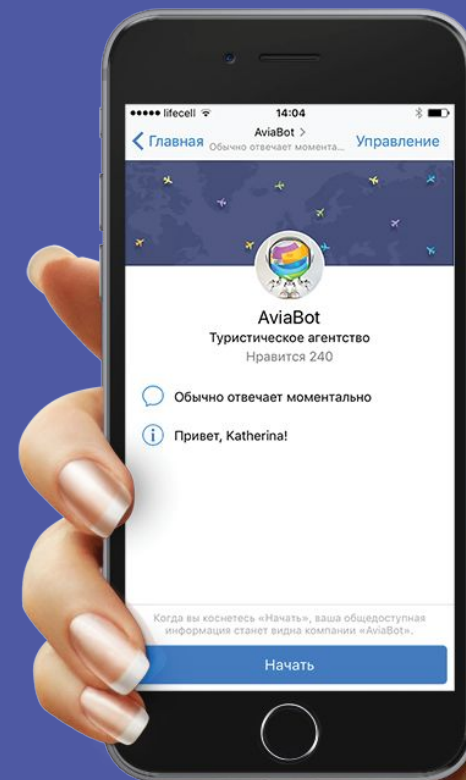 lifecell 14:04
Главная AviaBot > Управление
Обычно отвечает момента...
AviaBot
Туристическое агентство
Нравится 240
Обычно отвечает моментально
Привет, Katherina!
Когда вы коснетесь «Начать», ваша общедоступная
информация станет видна компании «AviaBot».
Начать